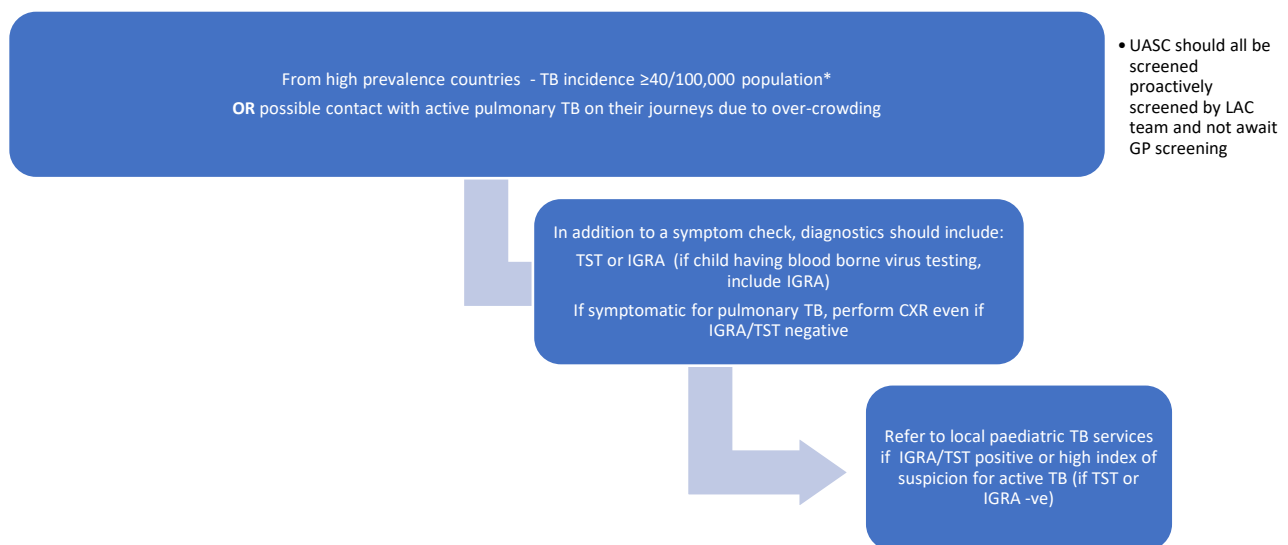 From high prevalence countries - TB incidence ≥40/100,000 population*
OR possible contact with active pulmonary TB on their journeys due to over-crowding
• UASC should all be
screened
proactively
screened by LAC
team and not await
GP screening
In addition to a symptom check, diagnostics should include:
TST or IGRA (if child having blood borne virus testing,
include IGRA)
If symptomatic for pulmonary TB, perform CXR even if
IGRA/TST negative
Refer to local paediatric TB services
if IGRA/TST positive or high index of
suspicion for active TB (if TST or
IGRA -ve)